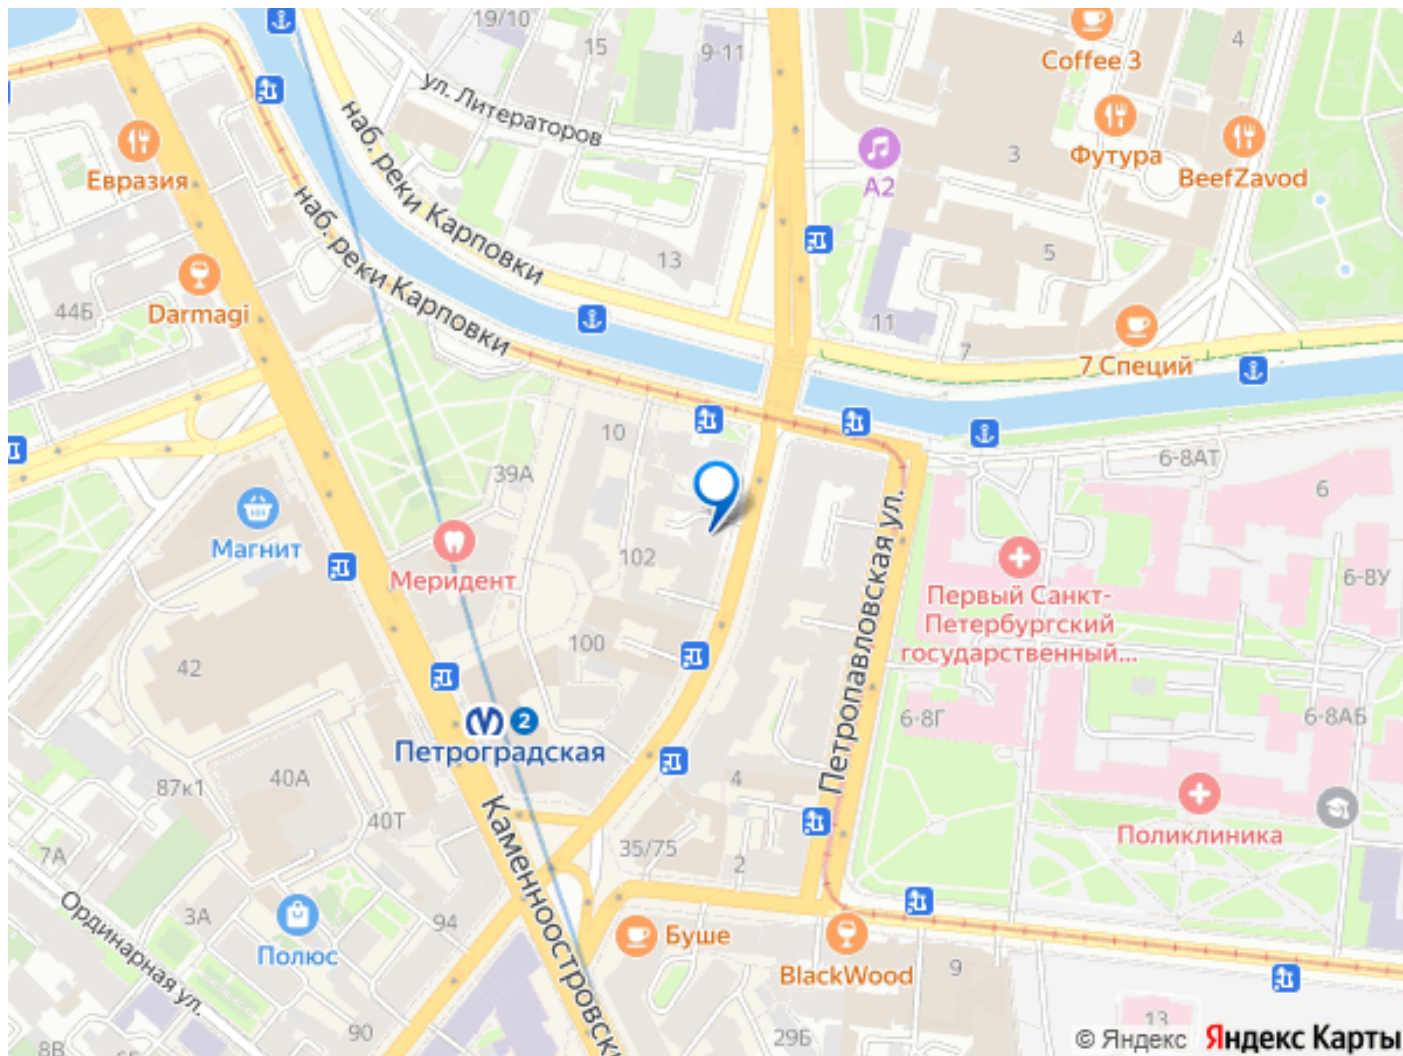 19/10
15
9-11
4
Coffee 3
ул. Литераторов
наб. реки Карповки
Евразия
А2
3
Футура
BeefZavod
наб. реки Карповки
13
5
44Б
Darmagi
11
7
7 Специй
10
39А
6-8АТ
6
Магнит
Меридент
102
Петропавловская ул.
Первый Санкт-
Петербургский
государственный...
6-8У
42
100
6-8Г
6-8АБ
2
Петроградская
87к1
40А
4
40Т
Каменноостровск
Поликлиника
7А
35/75
2
Ординарная ул.
3А
94
Полюс
Буше
BlackWood
9
90
29Б
13
8В
© Яндекс
Яндекс Карты